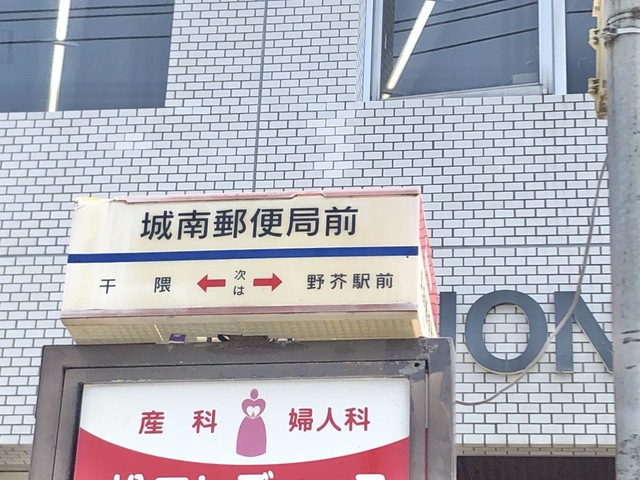 城南郵便局前
干隈 ← 次は → 野芥駅前
産科 婦人科
ION